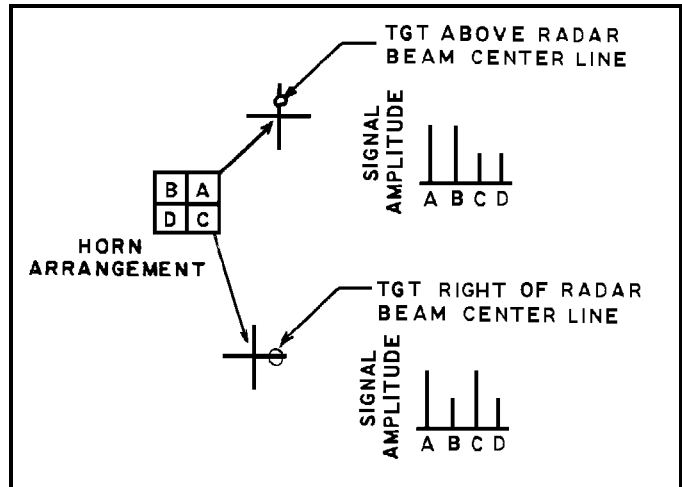 TGT ABOVE RADAR
BEAM CENTER LINE
SIGNAL
AMPLITUDE
A B C D
B A
D C
HORN
ARRANGEMENT
TGT RIGHT OF RADAR
BEAM CENTER LINE
SIGNAL
AMPLITUDE
A B C D